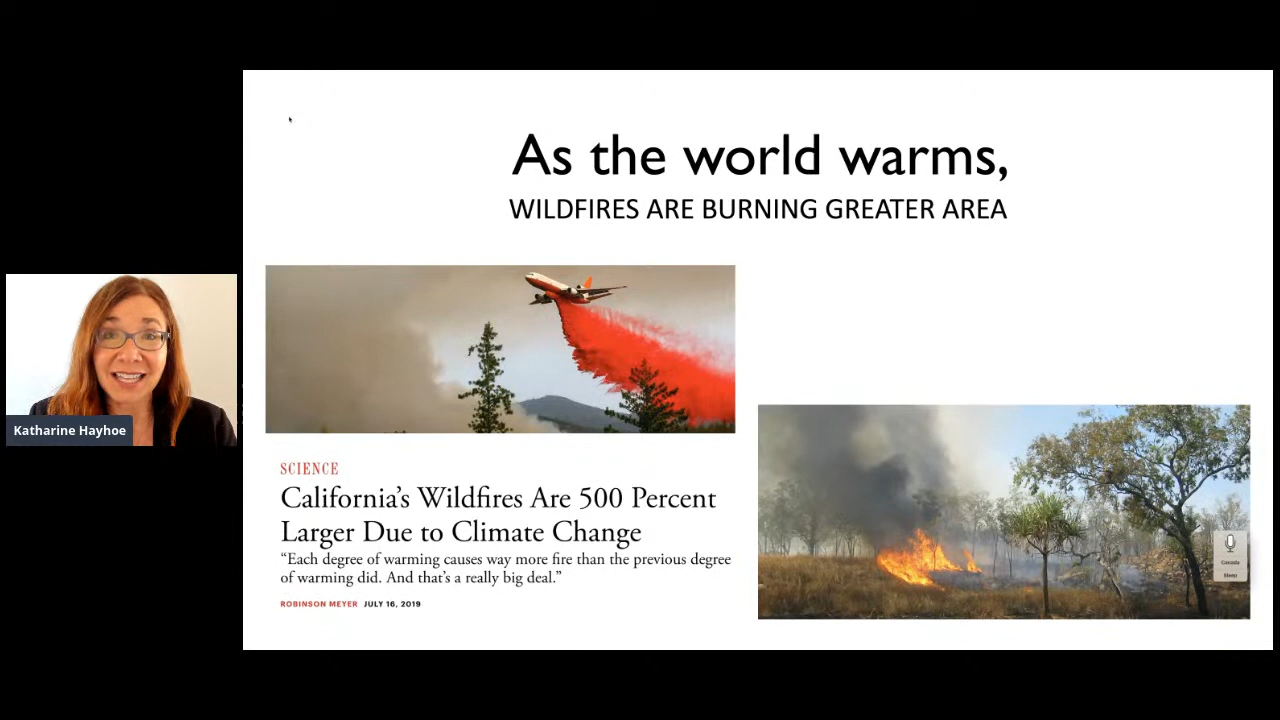 As the world warms,
WILDFIRES ARE BURNING GREATER AREA
Katharine Hayhoe
SCIENCE
California’s Wildfires Are 500 Percent
Larger Due to Climate Change
“Each degree of warming causes way more fire than the previous degree
of warming did. And that’s a really big deal.”
ROBINSON MEYER JULY 16, 2019
Canada
Sleep